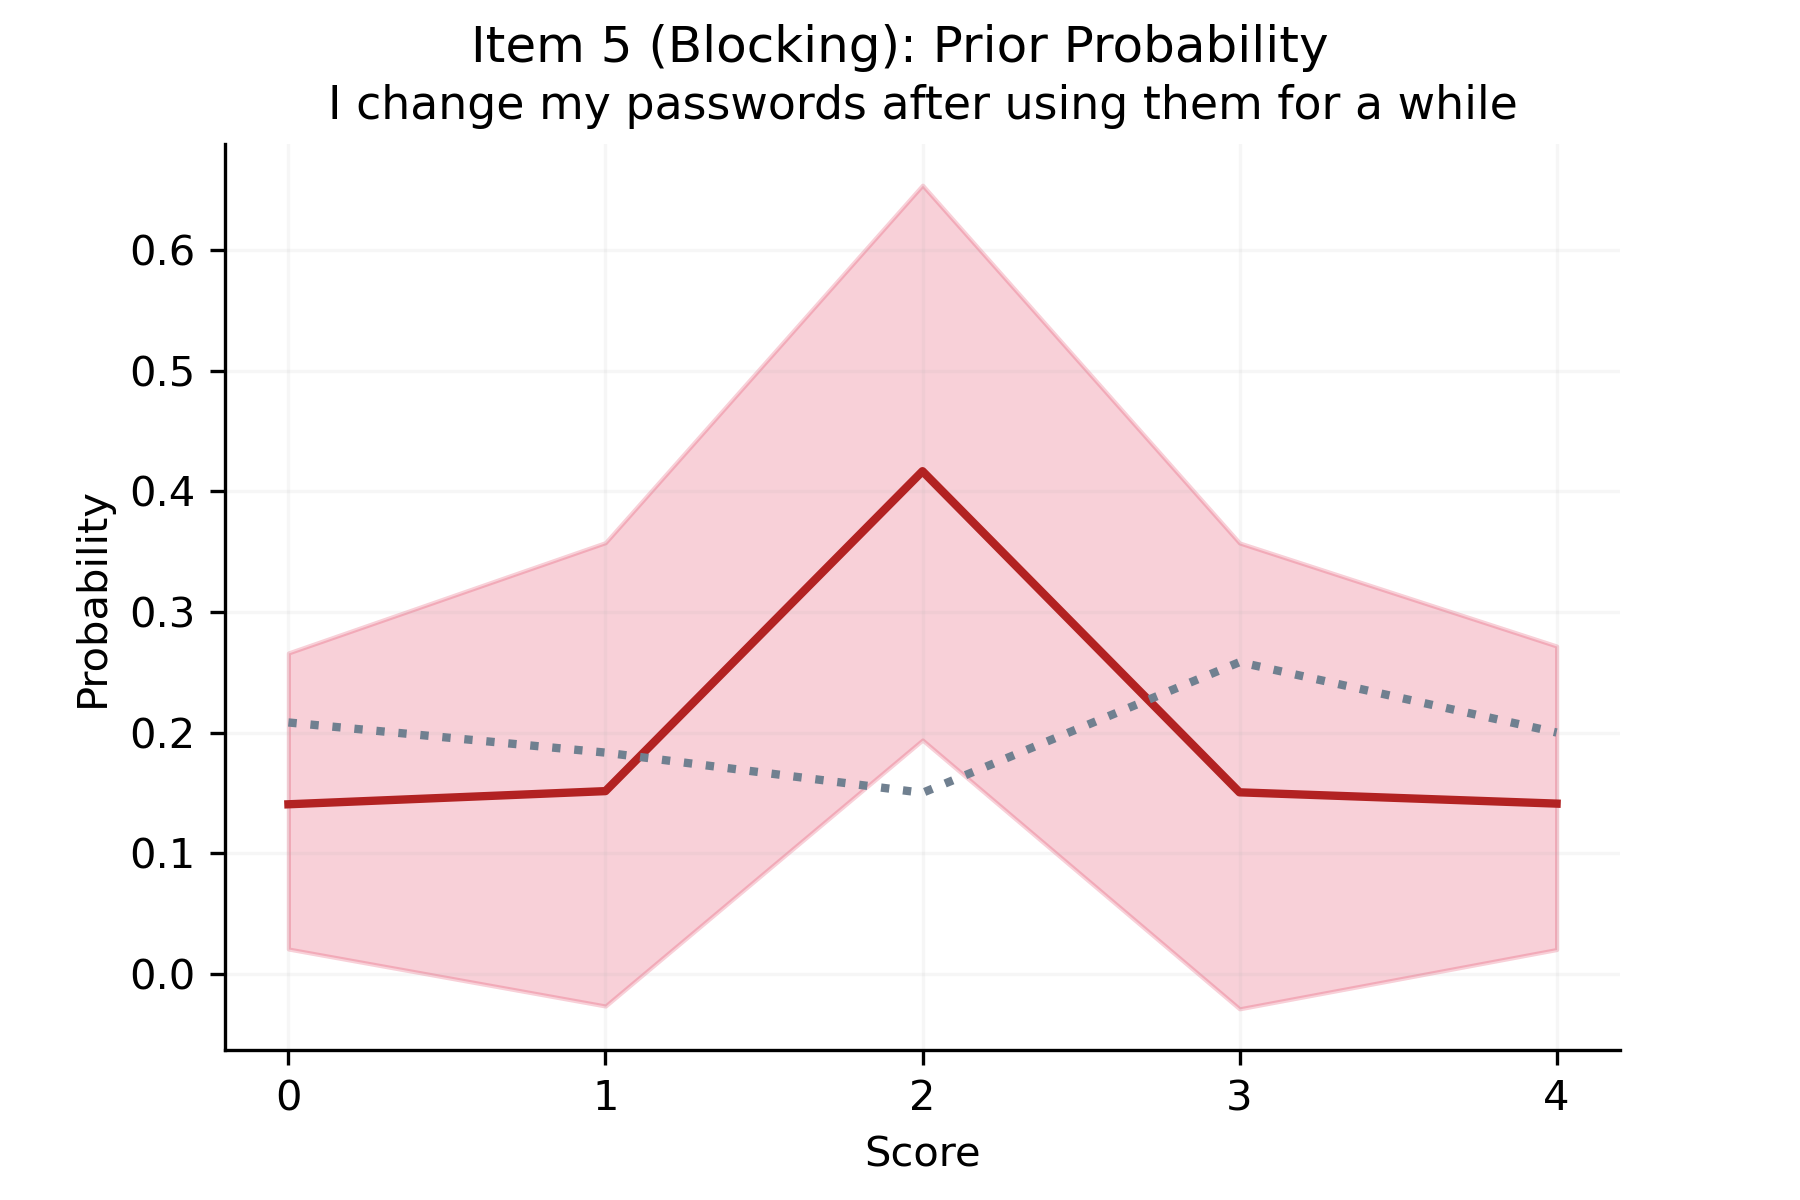 Item 5 (Blocking): Prior Probability
I change my passwords after using them for a while
Probability
0.6
0.5
0.4
0.3
0.2
0.1
0.0
0 1 2 3 4
Score